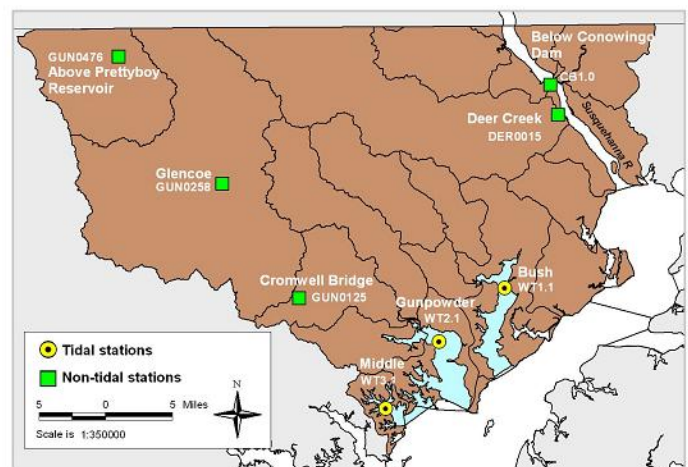 Below Conowingo
Dam
GUN0476
Above Prettyboy
Reservoir
CB1.0
Susquehanna R
Deer Creek
DER0015
Glencoe
GUN0258
Bush
WT1.1
Cromwell Bridge
GUN0125
Gunpowder
WT2.1
Middle
WT3.1
Tidal stations
Non-tidal stations
N
5 0 5 Miles
Scale is 1:350000